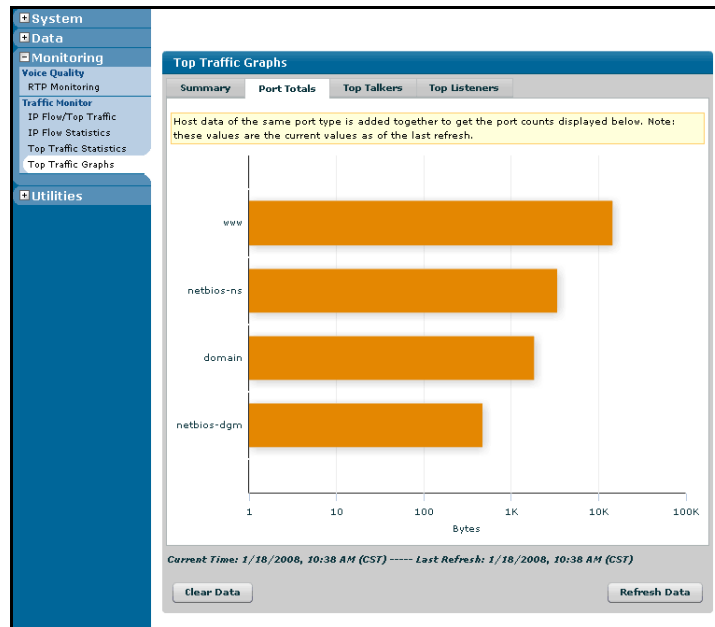 System
Data
Monitoring
Voice Quality
RTP Monitoring
Traffic Monitor
IP Flow/Top Traffic
IP Flow Statistics
Top Traffic Statistics
Top Traffic Graphs
Utilities
Top Traffic Graphs
Summary Port Totals Top Talkers Top Listeners
Host data of the same port type is added together to get the port counts displayed below. Note:
these values are the current values as of the last refresh.
www
netbios-ns
domain
netbios-dgm
1 10 100 1K 10K 100K
Bytes
Current Time: 1/18/2008, 10:38 AM (CST) ----- Last Refresh: 1/18/2008, 10:38 AM (CST)
Clear Data Refresh Data